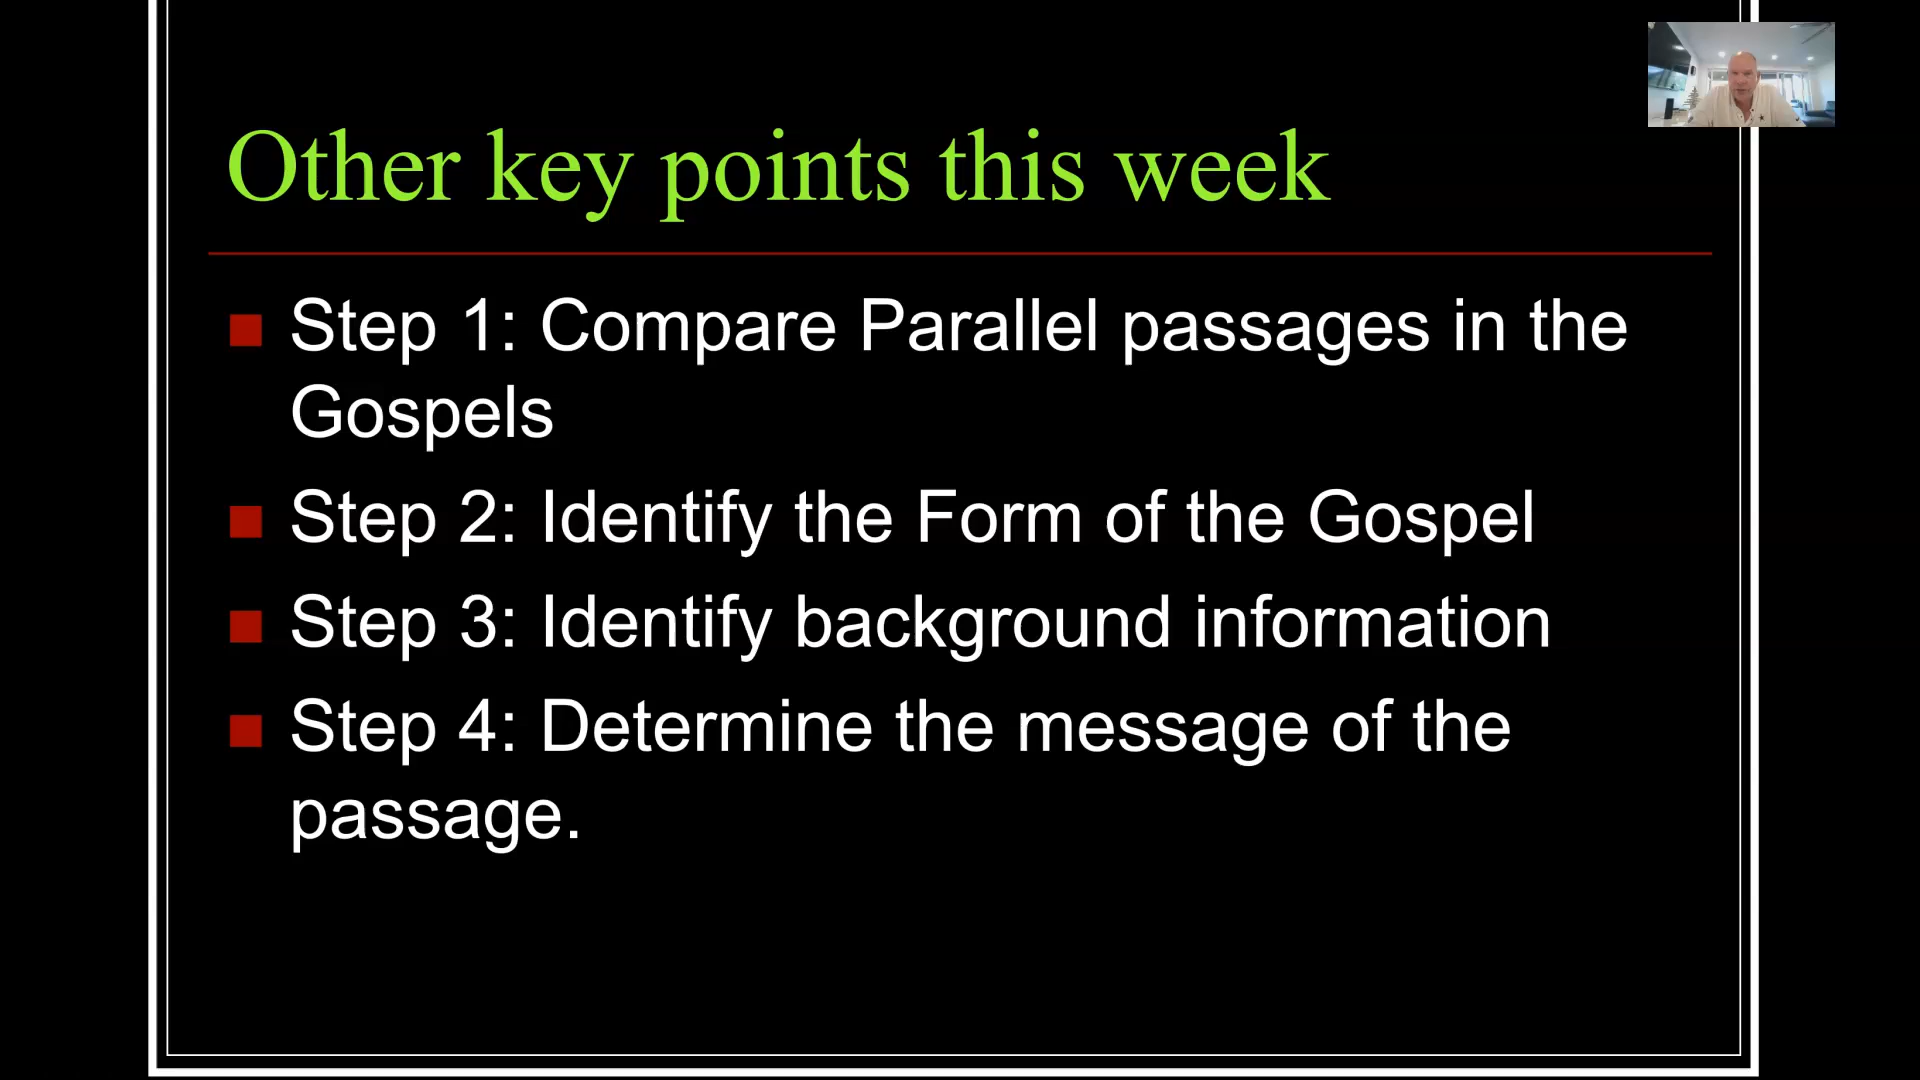 Other key points this week
Step 1: Compare Parallel passages in the
Gospels
Step 2: Identify the Form of the Gospel
Step 3: Identify background information
Step 4: Determine the message of the
passage.